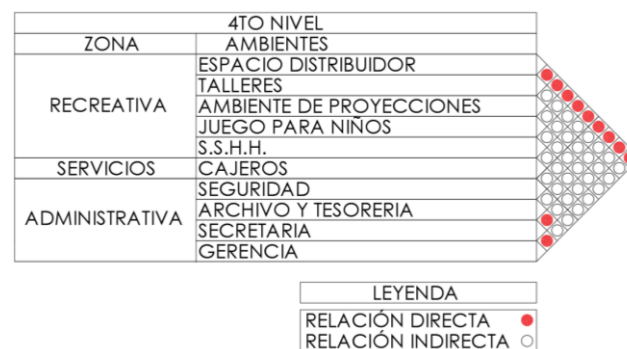 4TO NIVEL
ZONA AMBIENTES
RECREATIVA
ESPACIO DISTRIBUIDOR
TALLERES
AMBIENTE DE PROYECCIONES
JUEGO PARA NIÑOS
S.S.H.H.
SERVICIOS CAJEROS
ADMINISTRATIVA
SEGURIDAD
ARCHIVO Y TESORERIA
SECRETARIA
GERENCIA
LEYENDA
RELACIÓN DIRECTA
RELACIÓN INDIRECTA